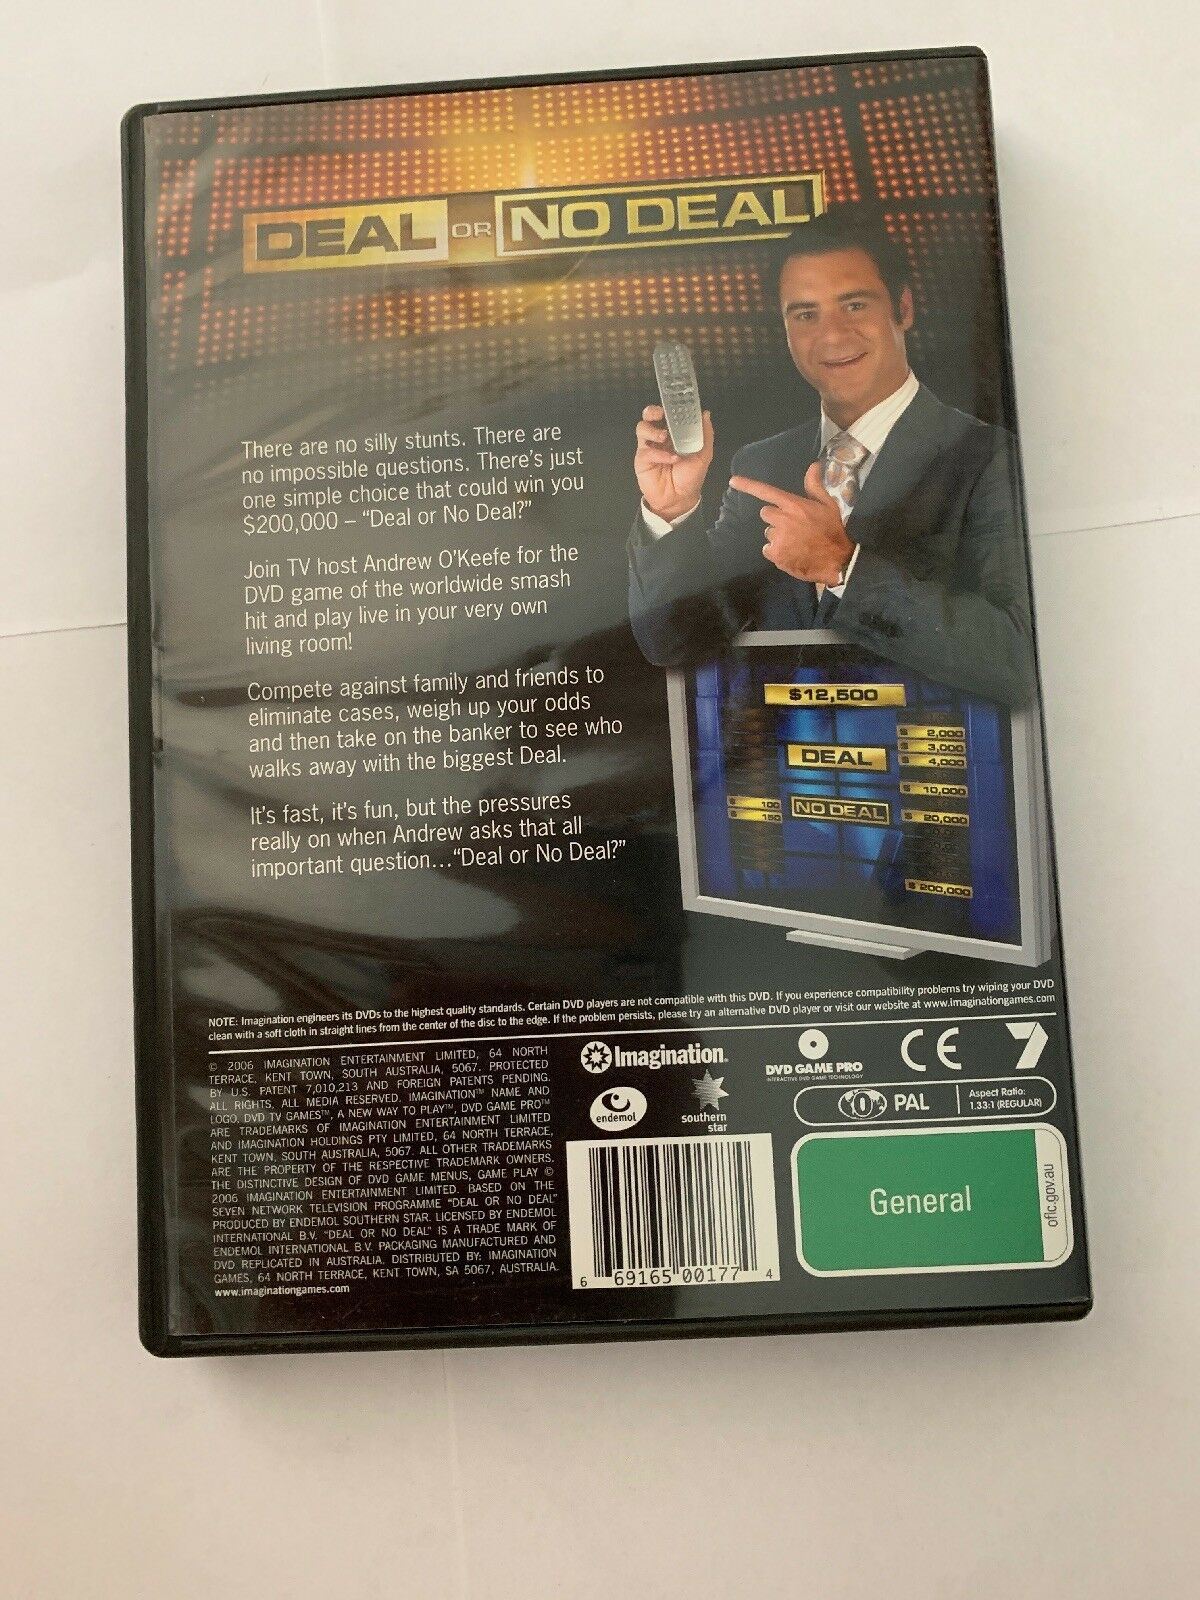 DEAL OR NO DEAL
There are no silly stunts. There are
no impossible questions. There's just
one simple choice that could win you
$200,000 – "Deal or No Deal?"
Join TV host Andrew O'Keefe for the
DVD game of the worldwide smash
hit and play live in your very own
living room!
Compete against family and friends to
eliminate cases, weigh up your odds
and then take on the banker to see who
walks away with the biggest Deal.
It's fast, it's fun, but the pressures
really on when Andrew asks that all
important question..."Deal or No Deal?"
$12,500
DEAL
NO DEAL
$ 100
$ 150
$ 2,000
$ 3,000
$ 4,000
$ 10,000
$ 20,000
$ 200,000
NOTE: Imagination engineers its DVDs to the highest quality standards. Certain DVD players are not compatible with this DVD. If you experience compatibility problems try wiping your DVD
clean with a soft cloth in straight lines from the center of the disc to the edge. If the problem persists, please try an alternative DVD player or visit our website at www.imaginationgames.com
© 2006 IMAGINATION ENTERTAINMENT LIMITED, 64 NORTH
TERRACE, KENT TOWN, SOUTH AUSTRALIA, 5067. PROTECTED
BY U.S. PATENT 7,010,213 AND FOREIGN PATENTS PENDING.
ALL RIGHTS, ALL MEDIA RESERVED. IMAGINATION™ NAME AND
LOGO, DVD TV GAMES™, A NEW WAY TO PLAY™, DVD GAME PRO™
ARE TRADEMARKS OF IMAGINATION ENTERTAINMENT LIMITED
AND IMAGINATION HOLDINGS PTY LIMITED, 64 NORTH TERRACE,
KENT TOWN, SOUTH AUSTRALIA, 5067. ALL OTHER TRADEMARKS
ARE THE PROPERTY OF THE RESPECTIVE TRADEMARK OWNERS.
THE DISTINCTIVE DESIGN OF DVD GAME MENUS, GAME PLAY ©
2006 IMAGINATION ENTERTAINMENT LIMITED. BASED ON THE
SEVEN NETWORK TELEVISION PROGRAMME "DEAL OR NO DEAL"
PRODUCED BY ENDEMOL SOUTHERN STAR. LICENSED BY ENDEMOL
INTERNATIONAL B.V. "DEAL OR NO DEAL" IS A TRADE MARK OF
ENDEMOL INTERNATIONAL B.V. PACKAGING MANUFACTURED AND
DVD REPLICATED IN AUSTRALIA. DISTRIBUTED BY: IMAGINATION
GAMES, 64 NORTH TERRACE, KENT TOWN, SA 5067, AUSTRALIA.
www.imaginationgames.com
Imagination™
endemol
southern
star
DVD GAME PRO
INTERACTIVE DVD GAME TECHNOLOGY
CE
7
0 PAL
Aspect Ratio:
1.33:1 (REGULAR)
General
oflc.gov.au
6 69165 00177 4